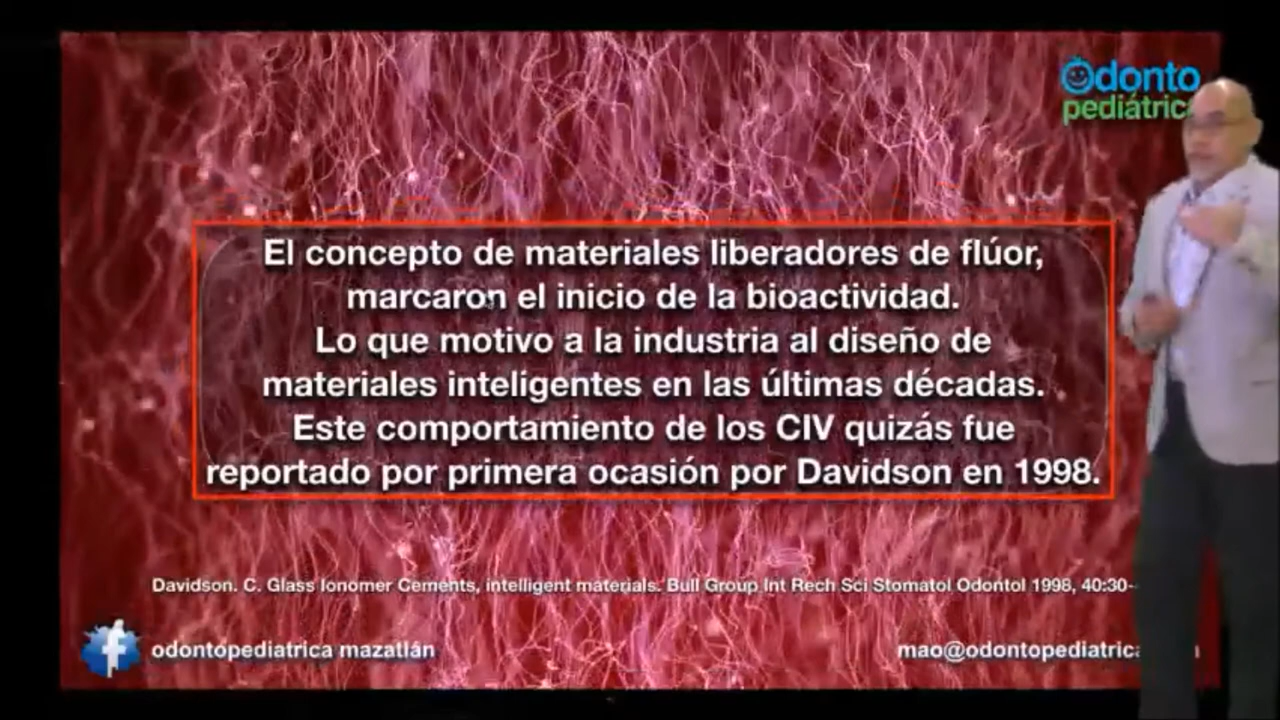 Odonto
pediátric
El concepto de materiales liberadores de flúor,
marcaron el inicio de la bioactividad.
Lo que motivo a la industria al diseño de
materiales inteligentes en las últimas décadas.
Este comportamiento de los CIV quizás fue
reportado por primera ocasión por Davidson en 1998.
Davidson. C. Glass Ionomer Cements, intelligent materials. Bull Group Int Rech Sci Stomatol Odontol 1998, 40:30-
odontopediatrica mazatlán
mao@odontopediatrica